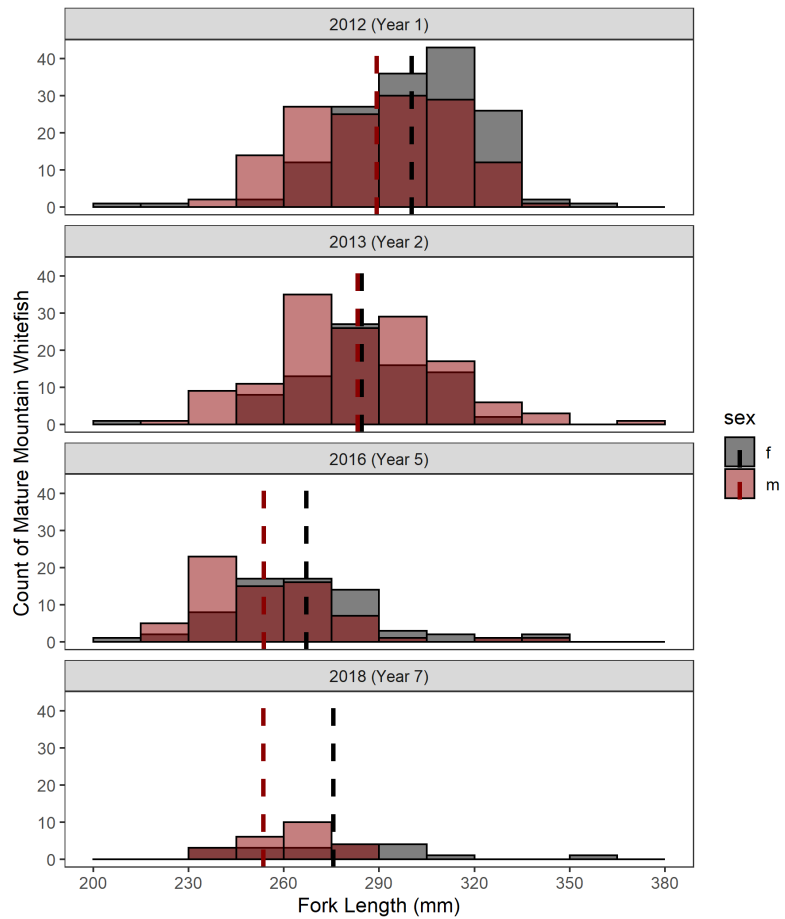 2012 (Year 1)
40
30
20
10
0
2013 (Year 2)
40
30
20
10
0
2016 (Year 5)
40
30
20
10
0
2018 (Year 7)
40
30
20
10
0
200 230 260 290 320 350 380
Fork Length (mm)
Count of Mature Mountain Whitefish
sex
f
m